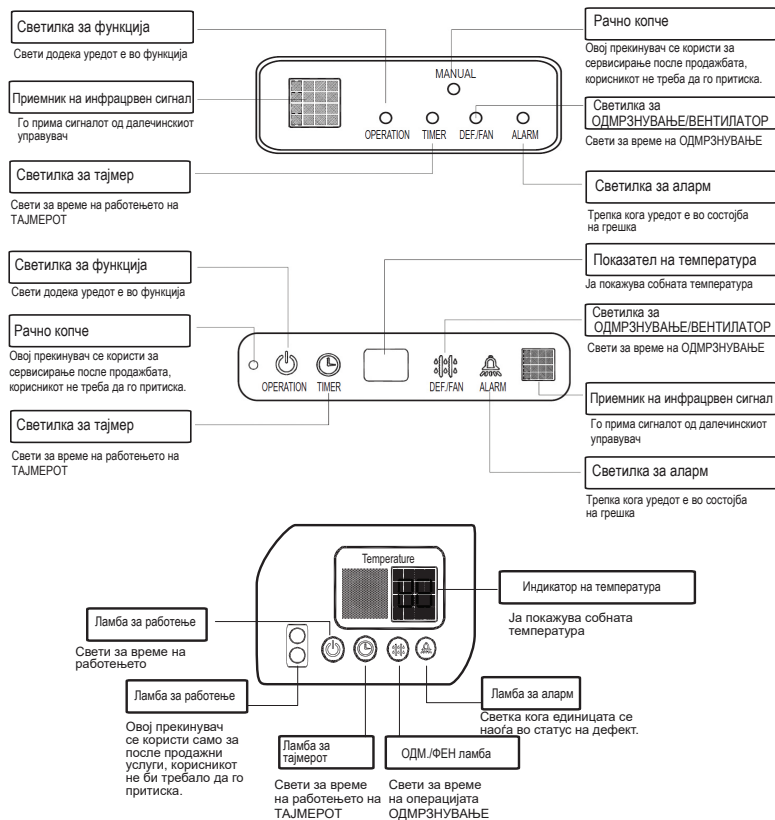 Светилка за функција
Свети додека уредот е во функција
Приемник на инфрацрвен сигнал
Го прима сигналот од далечинскиот
управувач
Светилка за тајмер
Свети за време на работењето на
ТАЈМЕРОТ
MANUAL
OPERATION TIMER DEF./FAN ALARM
Рачно копче
Овој прекинувач се користи за
сервисирање после продажбата,
корисникот не треба да го притиска.
Светилка за
ОДМРЗНУВАЊЕ/ВЕНТИЛАТОР
Свети за време на ОДМРЗНУВАЊЕ
Светилка за аларм
Трепка кога уредот е во состојба
на грешка
Светилка за функција
Свети додека уредот е во функција
Рачно копче
Овој прекинувач се користи за
сервисирање после продажбата,
корисникот не треба да го притиска.
Светилка за тајмер
Свети за време на работењето на
ТАЈМЕРОТ
OPERATION TIMER DEF./FAN ALARM
Показател на температура
Ја покажува собната температура
Светилка за
ОДМРЗНУВАЊЕ/ВЕНТИЛАТОР
Свети за време на ОДМРЗНУВАЊЕ
Приемник на инфрацрвен сигнал
Го прима сигналот од далечинскиот
управувач
Светилка за аларм
Трепка кога уредот е во состојба
на грешка
Temperature
Индикатор на температура
Ја покажува собната
температура
Ламба за работење
Свети за време на
работењето
Ламба за работење
Овој прекинувач
се користи само за
после продажни
услуги, корисникот
не би требало да го
притиска.
Ламба за
тајмерот
Свети за време
на работењето на
ТАЈМЕРОТ
ОДМ./ФЕН ламба
Свети за време
на операцијата
ОДМРЗНУВАЊЕ
Ламба за аларм
Светка кога единицата се
наоѓа во статус на дефект.